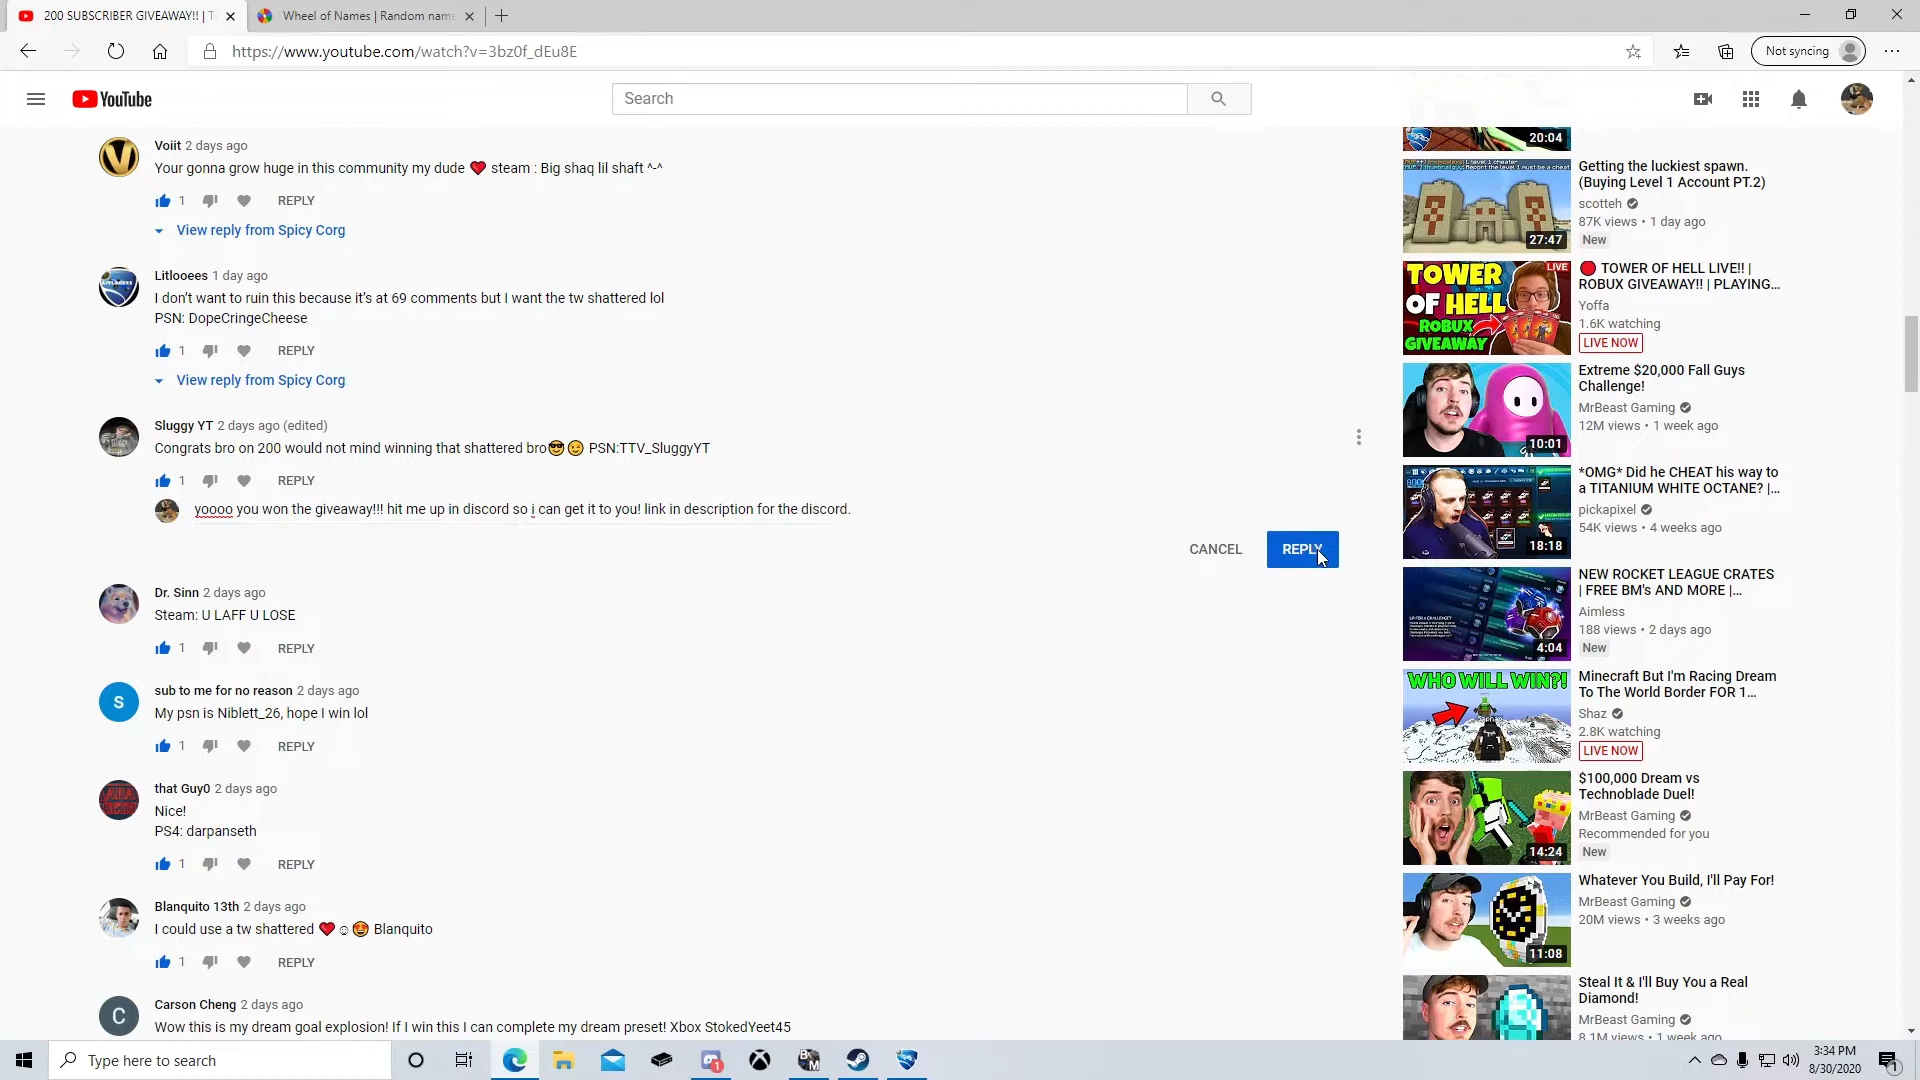 200 SUBSCRIBER GIVEAWAY!! | T
Wheel of Names | Random name
https://www.youtube.com/watch?v=3bz0f_dEu8E
Not syncing
YouTube
Search
Voiit 2 days ago
Your gonna grow huge in this community my dude ❤ steam : Big shaq lil shaft ^-^
1 REPLY
View reply from Spicy Corg
Litlooees 1 day ago
I don't want to ruin this because it's at 69 comments but I want the tw shattered lol
PSN: DopeCringeCheese
1 REPLY
View reply from Spicy Corg
Sluggy YT 2 days ago (edited)
Congrats bro on 200 would not mind winning that shattered bro😎😉 PSN:TTV_SluggyYT
1 REPLY
yoooo you won the giveaway!!! hit me up in discord so i can get it to you! link in description for the discord.
CANCEL REPLY
Dr. Sinn 2 days ago
Steam: U LAFF U LOSE
1 REPLY
S
sub to me for no reason 2 days ago
My psn is Niblett_26, hope I win lol
1 REPLY
that Guy0 2 days ago
Nice!
PS4: darpanseth
1 REPLY
Blanquito 13th 2 days ago
I could use a tw shattered ❤☺🤩 Blanquito
1 REPLY
C
Carson Cheng 2 days ago
Wow this is my dream goal explosion! If I win this I can complete my dream preset! Xbox StokedYeet45
20:04
27:47
Getting the luckiest spawn.
(Buying Level 1 Account PT.2)
scotteh
87K views • 1 day ago
New
TOWER
OF HELL
ROBUX
GIVEAWAY
LIVE
🔴 TOWER OF HELL LIVE!! |
ROBUX GIVEAWAY!! | PLAYING...
Yoffa
1.6K watching
LIVE NOW
10:01
Extreme $20,000 Fall Guys
Challenge!
MrBeast Gaming
12M views • 1 week ago
18:18
*OMG* Did he CHEAT his way to
a TITANIUM WHITE OCTANE? |...
pickapixel
54K views • 4 weeks ago
UP FOR A CHALLENGE?
4:04
NEW ROCKET LEAGUE CRATES
| FREE BM's AND MORE |...
Aimless
188 views • 2 days ago
New
WHO WILL WIN?!
Minecraft But I'm Racing Dream
To The World Border FOR 1...
Shaz
2.8K watching
LIVE NOW
14:24
$100,000 Dream vs
Technoblade Duel!
MrBeast Gaming
Recommended for you
New
11:08
Whatever You Build, I'll Pay For!
MrBeast Gaming
20M views • 3 weeks ago
Steal It & I'll Buy You a Real
Diamond!
MrBeast Gaming
8.1M views • 1 week ago
Type here to search
3:34 PM
8/30/2020